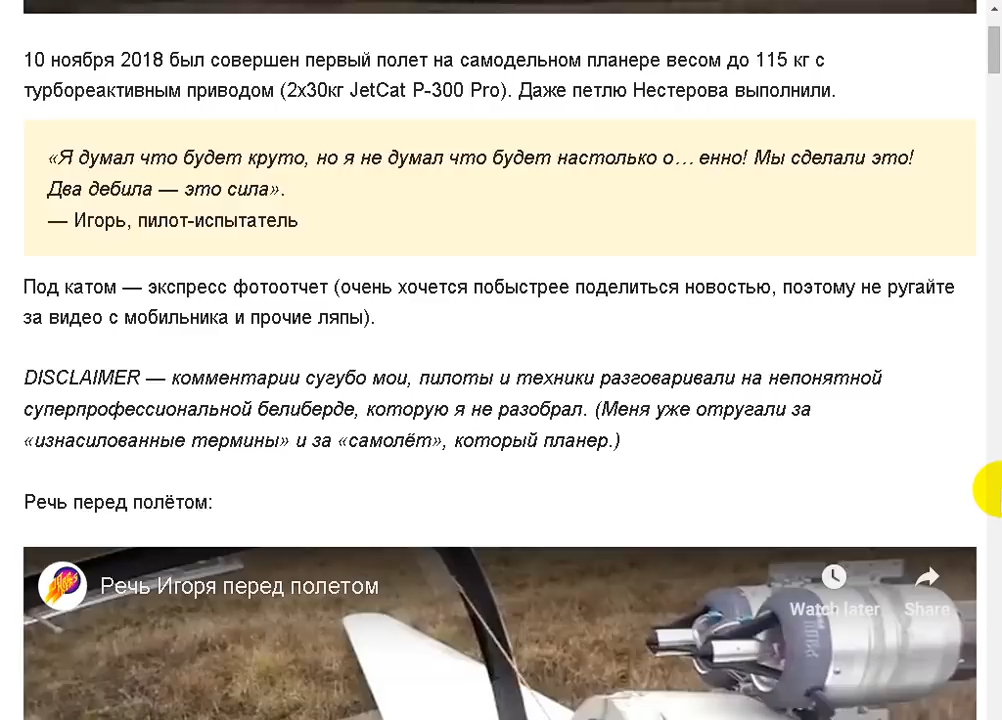 10 ноября 2018 был совершен первый полет на самодельном планере весом до 115 кг с
турбореактивным приводом (2x30кг JetCat P-300 Pro). Даже петлю Нестерова выполнили.
«Я думал что будет круто, но я не думал что будет настолько о… енно! Мы сделали это!
Два дебила — это сила».
— Игорь, пилот-испытатель
Под катом — экспресс фотоотчет (очень хочется побыстрее поделиться новостью, поэтому не ругайте
за видео с мобильника и прочие ляпы).
DISCLAIMER — комментарии сугубо мои, пилоты и техники разговаривали на непонятной
суперпрофессиональной белиберде, которую я не разобрал. (Меня уже отругали за
«изнасилованные термины» и за «самолёт», который планер.)
Речь перед полётом:
Речь Игоря перед полетом
Watch later Share